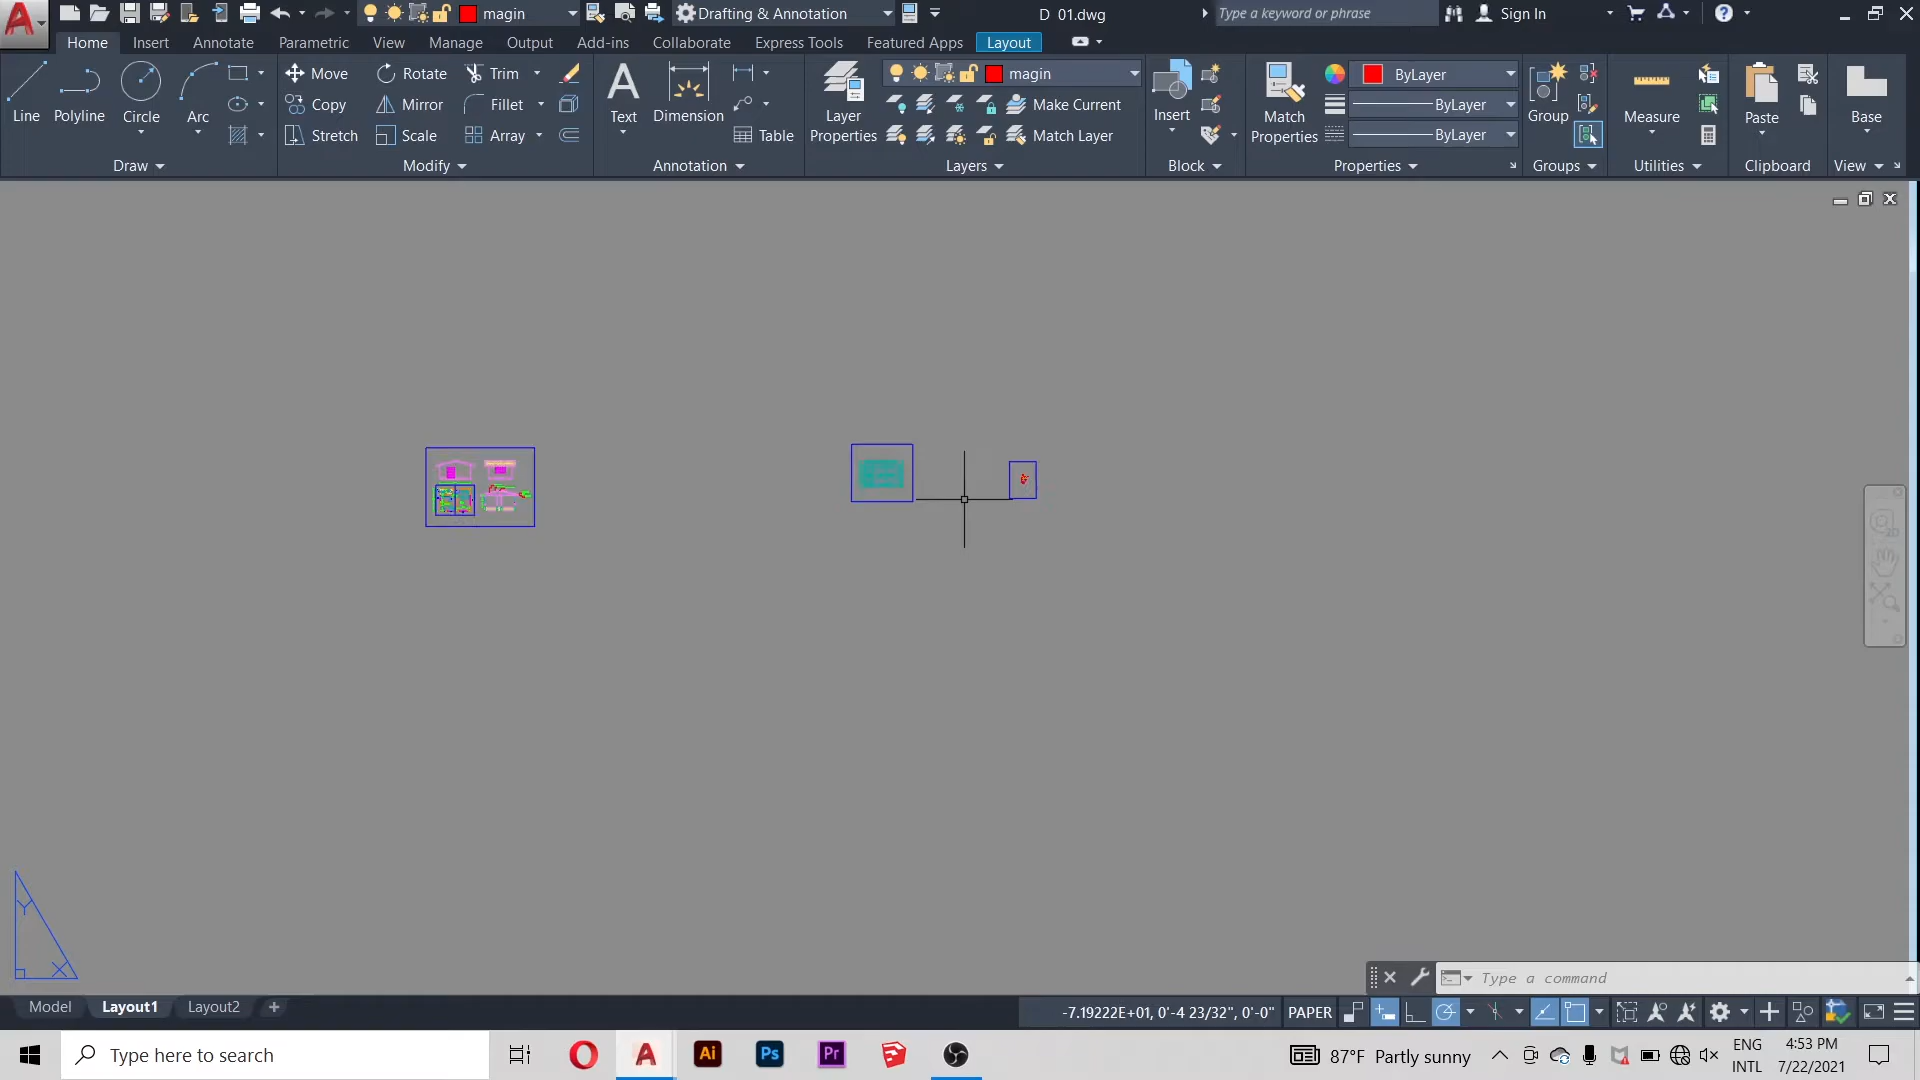 magin
Drafting & Annotation
D 01.dwg
Type a keyword or phrase
Sign In
Home
Insert
Annotate
Parametric
View
Manage
Output
Add-ins
Collaborate
Express Tools
Featured Apps
Layout
Line
Polyline
Circle
Arc
Draw
Move
Copy
Stretch
Rotate
Mirror
Scale
Trim
Fillet
Array
Modify
Text
Dimension
Table
Annotation
Layer
Properties
magin
Make Current
Match Layer
Layers
Insert
Block
Match
Properties
ByLayer
ByLayer
ByLayer
Properties
Group
Groups
Measure
Utilities
Paste
Clipboard
Base
View
2D
Y
X
Type a command
Model
Layout1
Layout2
-7.19222E+01, 0'-4 23/32", 0'-0"
PAPER
Type here to search
Ai
Ps
Pr
87°F Partly sunny
ENG
INTL
4:53 PM
7/22/2021